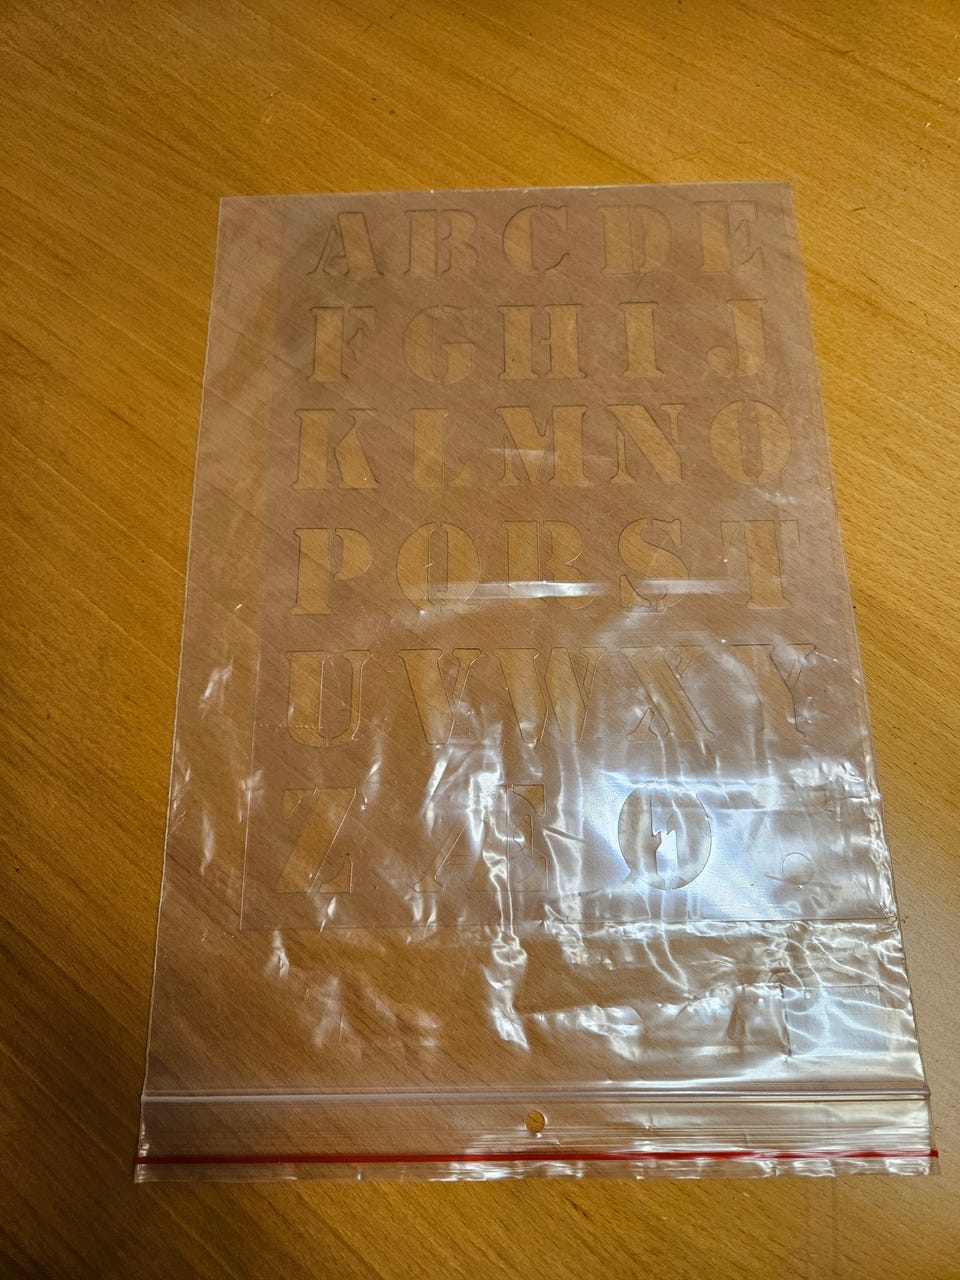 ABCDE
FGHIJ
KLMNO
PQRST
UVWXY
ZÆØ.